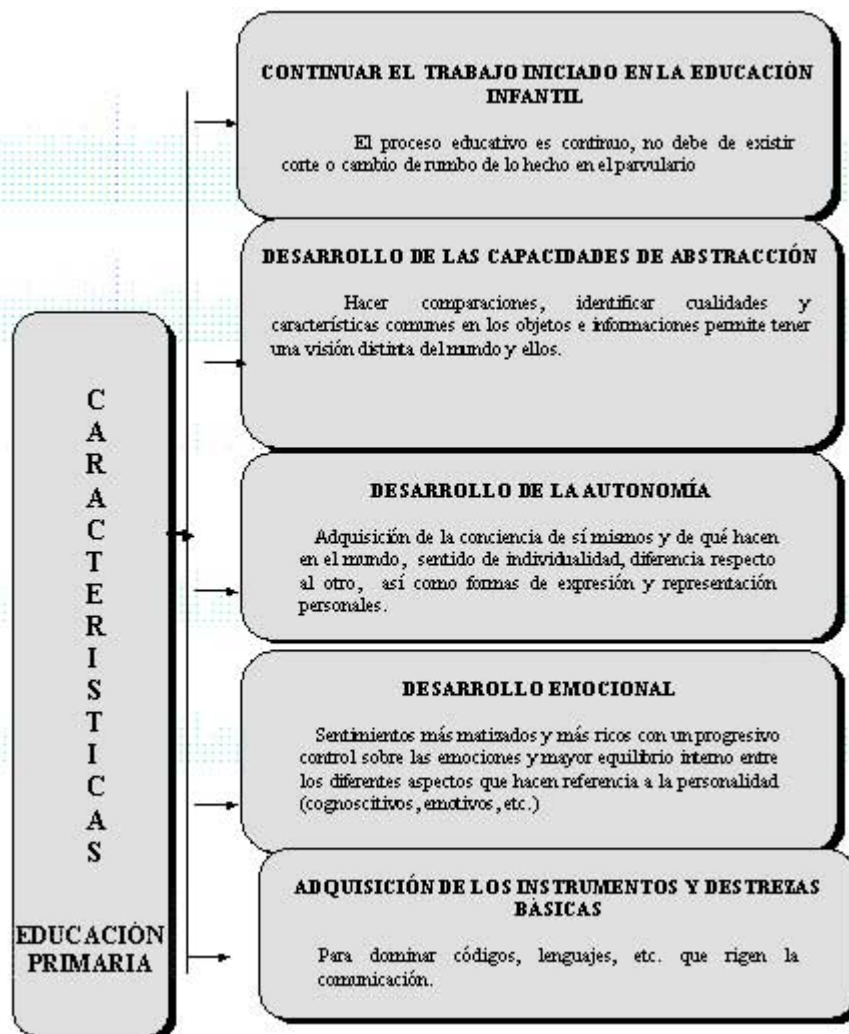 CARACTERISTICAS
EDUCACIÓN
PRIMARIA
CONTINUAR EL TRABAJO INICIADO EN LA EDUCACIÓN
INFANTIL
El proceso educativo es continuo, no debe de existir
corte o cambio de rumbo de lo hecho en el parvulario
DESARROLLO DE LAS CAPACIDADES DE ABSTRACCIÓN
Hacer comparaciones, identificar cualidades y
características comunes en los objetos e informaciones permite tener
una visión distinta del mundo y ellos.
DESARROLLO DE LA AUTONOMÍA
Adquisición de la conciencia de sí mismos y de qué hacen
en el mundo, sentido de individualidad, diferencia respecto
al otro, así como formas de expresión y representación
personales.
DESARROLLO EMOCIONAL
Sentimientos más matizados y más ricos con un progresivo
control sobre las emociones y mayor equilibrio interno entre
los diferentes aspectos que hacen referencia a la personalidad
(cognoscitivos, emotivos, etc.)
ADQUISICIÓN DE LOS INSTRUMENTOS Y DESTREZAS
BÀSICAS
Para dominar códigos, lenguajes, etc. que rigen la
comunicación.